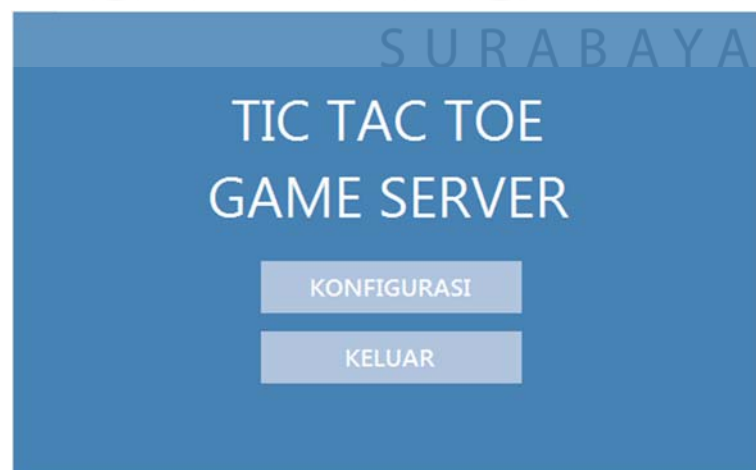 SURABAYA
TIC TAC TOE
GAME SERVER
KONFIGURASI
KELUAR